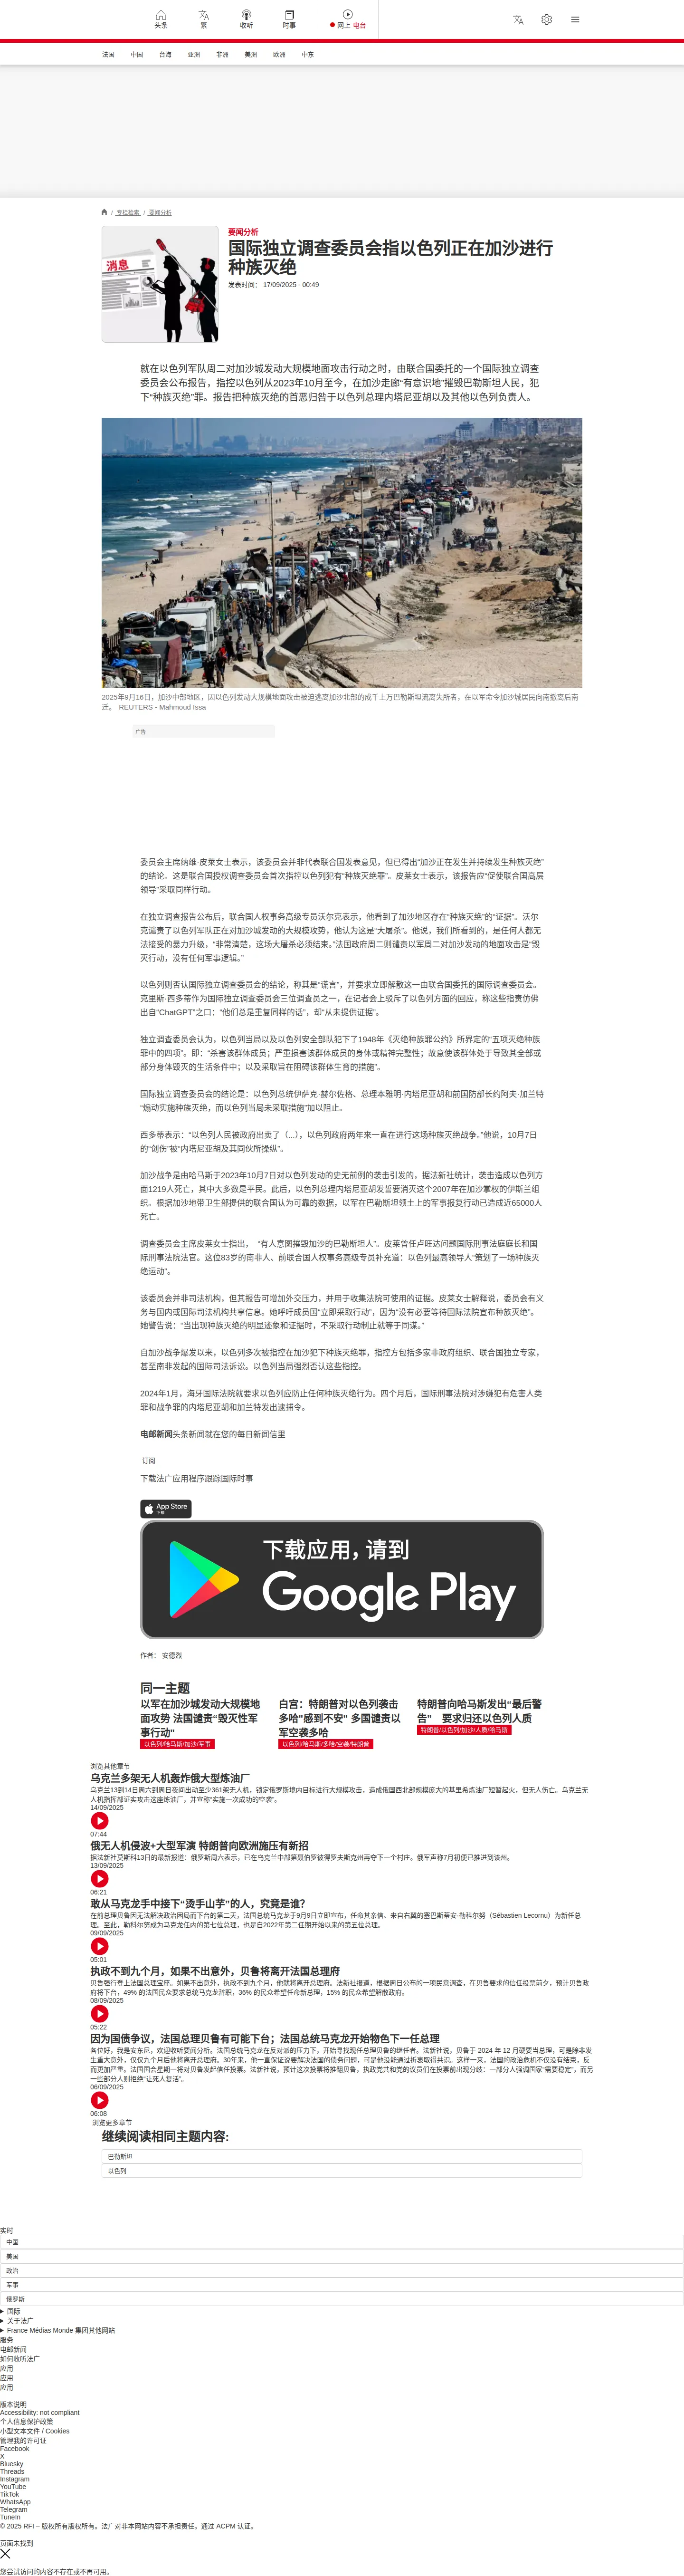 头条
繁
收听
时事
网上 电台
法国
中国
台海
亚洲
非洲
美洲
欧洲
中东
/ 专栏检索 / 要闻分析
消息
要闻分析
国际独立调查委员会指以色列正在加沙进行
种族灭绝
发表时间： 17/09/2025 - 00:49
就在以色列军队周二对加沙城发动大规模地面攻击行动之时，由联合国委托的一个国际独立调查
委员会公布报告，指控以色列从2023年10月至今，在加沙走廊“有意识地”摧毁巴勒斯坦人民，犯
下“种族灭绝”罪。报告把种族灭绝的首恶归咎于以色列总理内塔尼亚胡以及其他以色列负责人。
2025年9月16日，加沙中部地区，因以色列发动大规模地面攻击被迫逃离加沙北部的成千上万巴勒斯坦流离失所者，在以军命令加沙城居民向南撤离后南
迁。 REUTERS - Mahmoud Issa
广告
委员会主席纳维·皮莱女士表示，该委员会并非代表联合国发表意见，但已得出“加沙正在发生并持续发生种族灭绝”
的结论。这是联合国授权调查委员会首次指控以色列犯有“种族灭绝罪”。皮莱女士表示，该报告应“促使联合国高层
领导”采取同样行动。
在独立调查报告公布后，联合国人权事务高级专员沃尔克表示，他看到了加沙地区存在“种族灭绝”的“证据”。沃尔
克谴责了以色列军队正在对加沙城发动的大规模攻势，他认为这是“大屠杀”。他说，我们所看到的，是任何人都无
法接受的暴力升级，“非常清楚，这场大屠杀必须结束。”法国政府周二则谴责以军周二对加沙发动的地面攻击是“毁
灭行动，没有任何军事逻辑。”
以色列则否认国际独立调查委员会的结论，称其是“谎言”，并要求立即解散这一由联合国委托的国际调查委员会。
克里斯·西多蒂作为国际独立调查委员会三位调查员之一，在记者会上驳斥了以色列方面的回应，称这些指责仿佛
出自“ChatGPT”之口：“他们总是重复同样的话”，却“从未提供证据”。
独立调查委员会认为，以色列当局以及以色列安全部队犯下了1948年《灭绝种族罪公约》所界定的“五项灭绝种族
罪中的四项”。即：“杀害该群体成员；严重损害该群体成员的身体或精神完整性；故意使该群体处于导致其全部或
部分身体毁灭的生活条件中；以及采取旨在阻碍该群体生育的措施”。
国际独立调查委员会的结论是：以色列总统伊萨克·赫尔佐格、总理本雅明·内塔尼亚胡和前国防部长约阿夫·加兰特
“煽动实施种族灭绝，而以色列当局未采取措施”加以阻止。
西多蒂表示：“以色列人民被政府出卖了（...），以色列政府两年来一直在进行这场种族灭绝战争。”他说，10月7日
的“创伤”被“内塔尼亚胡及其同伙所操纵”。
加沙战争是由哈马斯于2023年10月7日对以色列发动的史无前例的袭击引发的，据法新社统计，袭击造成以色列方
面1219人死亡，其中大多数是平民。此后，以色列总理内塔尼亚胡发誓要消灭这个2007年在加沙掌权的伊斯兰组
织。根据加沙地带卫生部提供的联合国认为可靠的数据，以军在巴勒斯坦领土上的军事报复行动已造成近65000人
死亡。
调查委员会主席皮莱女士指出， “有人意图摧毁加沙的巴勒斯坦人”。皮莱曾任卢旺达问题国际刑事法庭庭长和国
际刑事法院法官。这位83岁的南非人、前联合国人权事务高级专员补充道：以色列最高领导人“策划了一场种族灭
绝运动”。
该委员会并非司法机构，但其报告可增加外交压力，并用于收集法院可使用的证据。皮莱女士解释说，委员会有义
务与国内或国际司法机构共享信息。她呼吁成员国“立即采取行动”，因为“没有必要等待国际法院宣布种族灭绝”。
她警告说：“当出现种族灭绝的明显迹象和证据时，不采取行动制止就等于同谋。”
自加沙战争爆发以来，以色列多次被指控在加沙犯下种族灭绝罪，指控方包括多家非政府组织、联合国独立专家，
甚至南非发起的国际司法诉讼。以色列当局强烈否认这些指控。
2024年1月，海牙国际法院就要求以色列应防止任何种族灭绝行为。四个月后，国际刑事法院对涉嫌犯有危害人类
罪和战争罪的内塔尼亚胡和加兰特发出逮捕令。
电邮新闻头条新闻就在您的每日新闻信里
订阅
下载法广应用程序跟踪国际时事
App Store
下载
下载应用，请到
Google Play
作者： 安德烈
同一主题
以军在加沙城发动大规模地
面攻势 法国谴责“毁灭性军
事行动"
以色列/哈马斯/加沙/军事
白宫：特朗普对以色列袭击
多哈“感到不安” 多国谴责以
军空袭多哈
以色列/哈马斯/多哈/空袭/特朗普
特朗普向哈马斯发出“最后警
告” 要求归还以色列人质
特朗普/以色列/加沙/人质/哈马斯
浏览其他章节
乌克兰多架无人机轰炸俄大型炼油厂
乌克兰13到14日周六到周日夜间出动至少361架无人机，锁定俄罗斯境内目标进行大规模攻击，造成俄国西北部规模庞大的基里希炼油厂短暂起火，但无人伤亡。乌克兰无
人机指挥部证实攻击这座炼油厂，并宣称“实施一次成功的空袭”。
14/09/2025
07:44
俄无人机侵波+大型军演 特朗普向欧洲施压有新招
据法新社莫斯科13日的最新报道：俄罗斯周六表示，已在乌克兰中部第聂伯罗彼得罗夫斯克州再夺下一个村庄。俄军声称7月初便已推进到该州。
13/09/2025
06:21
敢从马克龙手中接下“烫手山芋”的人，究竟是谁？
在前总理贝鲁因无法解决政治困局而下台的第二天，法国总统马克龙于9月9日立即宣布，任命其亲信、来自右翼的塞巴斯蒂安·勒科尔努（Sébastien Lecornu）为新任总
理。至此，勒科尔努成为马克龙任内的第七位总理，也是自2022年第二任期开始以来的第五位总理。
09/09/2025
05:01
执政不到九个月，如果不出意外，贝鲁将离开法国总理府
贝鲁强行登上法国总理宝座。如果不出意外，执政不到九个月，他就将离开总理府。法新社报道，根据周日公布的一项民意调查，在贝鲁要求的信任投票前夕，预计贝鲁政
府将下台，49% 的法国民众要求总统马克龙辞职，36% 的民众希望任命新总理，15% 的民众希望解散政府。
08/09/2025
05:22
因为国债争议，法国总理贝鲁有可能下台；法国总统马克龙开始物色下一任总理
各位好，我是安东尼，欢迎收听要闻分析。法国总统马克龙在反对派的压力下，开始寻找现任总理贝鲁的继任者。法新社说，贝鲁于 2024 年 12 月硬要当总理，可是除非发
生重大意外，仅仅九个月后他将离开总理府。30年来，他一直保证说要解决法国的债务问题，可是他没能通过折衷取得共识。这样一来，法国的政治危机不仅没有结束，反
而更加严重。法国国会星期一将对贝鲁发起信任投票。法新社说，预计这次投票将推翻贝鲁，执政党共和党的议员们在投票前出现分歧：一部分人强调国家“需要稳定”，而另
一些部分人则拒绝“让死人复活”。
06/09/2025
06:08
浏览更多章节
继续阅读相同主题内容:
巴勒斯坦
以色列
实时
中国
美国
政治
军事
俄罗斯
国际
关于法广
France Médias Monde 集团其他网站
服务
电邮新闻
如何收听法广
应用
应用
应用
版本说明
Accessibility: not compliant
个人信息保护政策
小型文本文件 / Cookies
管理我的许可证
Facebook
X
Bluesky
Threads
Instagram
YouTube
TikTok
WhatsApp
Telegram
TuneIn
© 2025 RFI – 版权所有版权所有。法广对非本网站内容不承担责任。通过 ACPM 认证。
页面未找到
您尝试访问的内容不存在或不再可用。